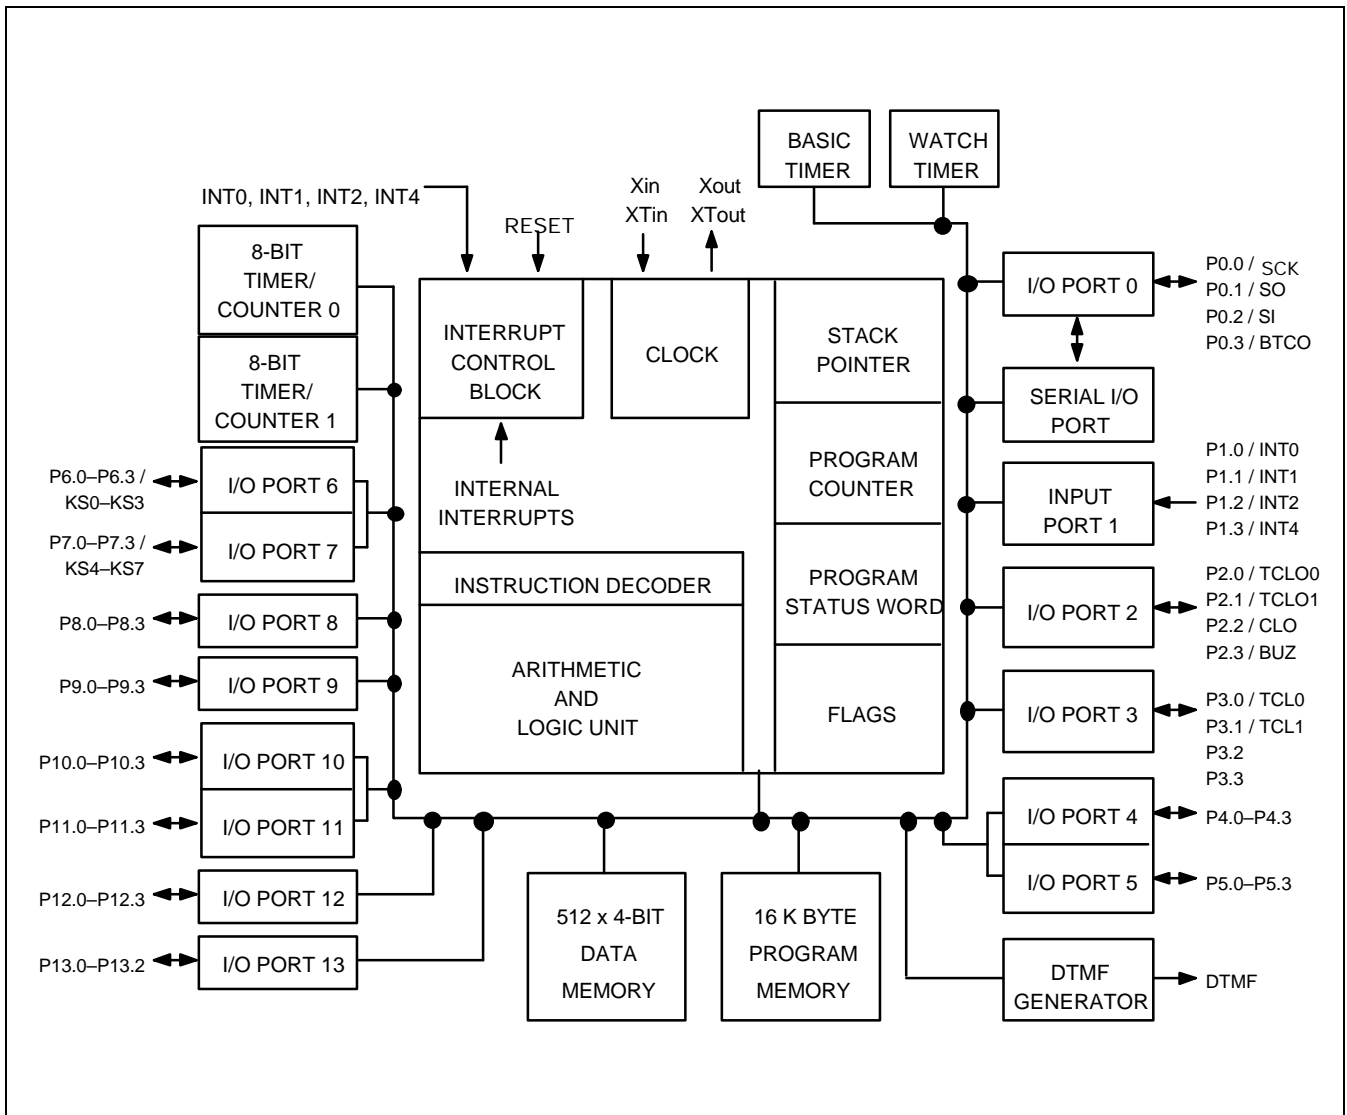 BASIC
TIMER
WATCH
TIMER
INT0, INT1, INT2, INT4
RESET
Xin
XTin
Xout
XTout
8-BIT
TIMER/
COUNTER 0
8-BIT
TIMER/
COUNTER 1
P6.0–P6.3 /
KS0–KS3
I/O PORT 6
P7.0–P7.3 /
KS4–KS7
I/O PORT 7
P8.0–P8.3
I/O PORT 8
P9.0–P9.3
I/O PORT 9
P10.0–P10.3
I/O PORT 10
P11.0–P11.3
I/O PORT 11
P12.0–P12.3
I/O PORT 12
P13.0–P13.2
I/O PORT 13
INTERRUPT
CONTROL
BLOCK
CLOCK
INTERNAL
INTERRUPTS
INSTRUCTION DECODER
ARITHMETIC
AND
LOGIC UNIT
STACK
POINTER
PROGRAM
COUNTER
PROGRAM
STATUS WORD
FLAGS
512 x 4-BIT
DATA
MEMORY
16 K BYTE
PROGRAM
MEMORY
I/O PORT 0
P0.0 / SCK
P0.1 / SO
P0.2 / SI
P0.3 / BTCO
SERIAL I/O
PORT
INPUT
PORT 1
P1.0 / INT0
P1.1 / INT1
P1.2 / INT2
P1.3 / INT4
I/O PORT 2
P2.0 / TCLO0
P2.1 / TCLO1
P2.2 / CLO
P2.3 / BUZ
I/O PORT 3
P3.0 / TCL0
P3.1 / TCL1
P3.2
P3.3
I/O PORT 4
P4.0–P4.3
I/O PORT 5
P5.0–P5.3
DTMF
GENERATOR
DTMF